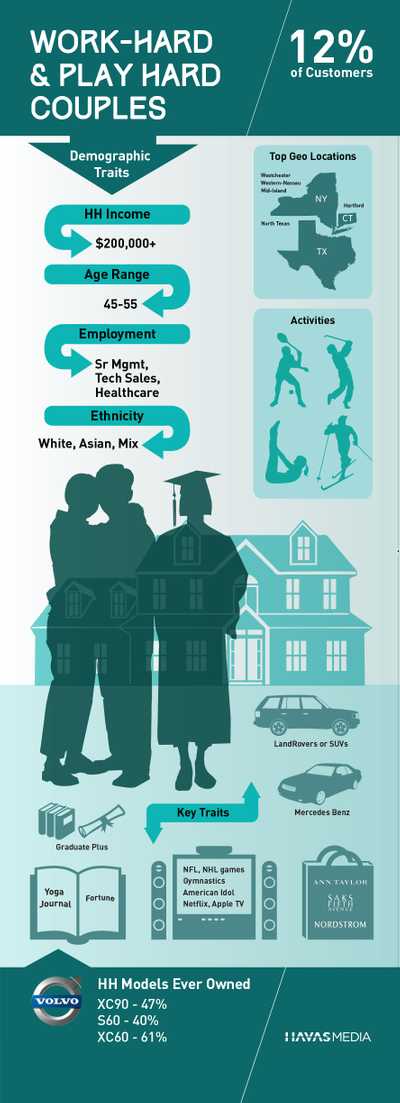 WORK-HARD
& PLAY HARD
COUPLES
12%
of Customers
Demographic
Traits
HH Income
$200,000+
Age Range
45-55
Employment
Sr Mgmt,
Tech Sales,
Healthcare
Ethnicity
White, Asian, Mix
Top Geo Locations
Westchester
Western-Nassau
Mid-Island
NY
Hartford
CT
North Texas
TX
Activities
LandRovers or SUVs
Mercedes Benz
Key Traits
Graduate Plus
Yoga
Journal
Fortune
NFL, NHL games
Gymnastics
American Idol
Netflix, Apple TV
ANN TAYLOR
SAKS
FIFTH
AVENUE
NORDSTROM
VOLVO
HH Models Ever Owned
XC90 - 47%
S60 - 40%
XC60 - 61%
HAVAS MEDIA